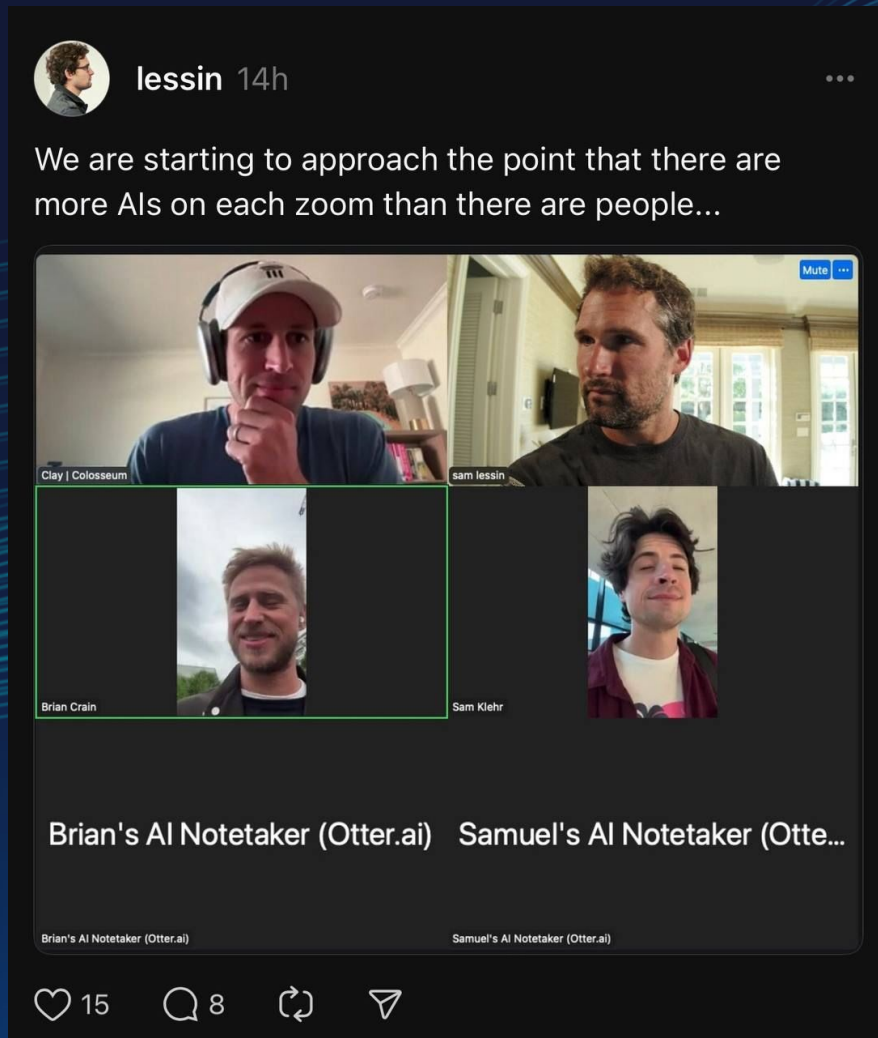 lessin 14h
We are starting to approach the point that there are
more AIs on each zoom than there are people...
Mute
Clay | Colosseum
sam lessin
Brian Crain
Sam Klehr
Brian's AI Notetaker (Otter.ai)
Samuel's AI Notetaker (Otte...
Brian's AI Notetaker (Otter.ai)
Samuel's AI Notetaker (Otter.ai)
15
8